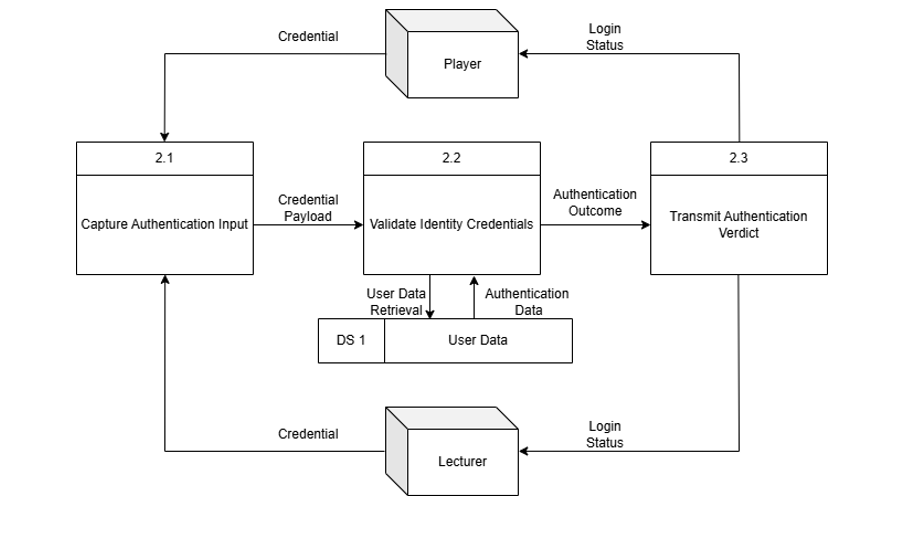 Credential
Player
Login
Status
2.1
2.2
2.3
Capture Authentication Input
Credential
Payload
Validate Identity Credentials
Authentication
Outcome
Transmit Authentication
Verdict
User Data
Retrieval
Authentication
Data
DS 1
User Data
Credential
Lecturer
Login
Status